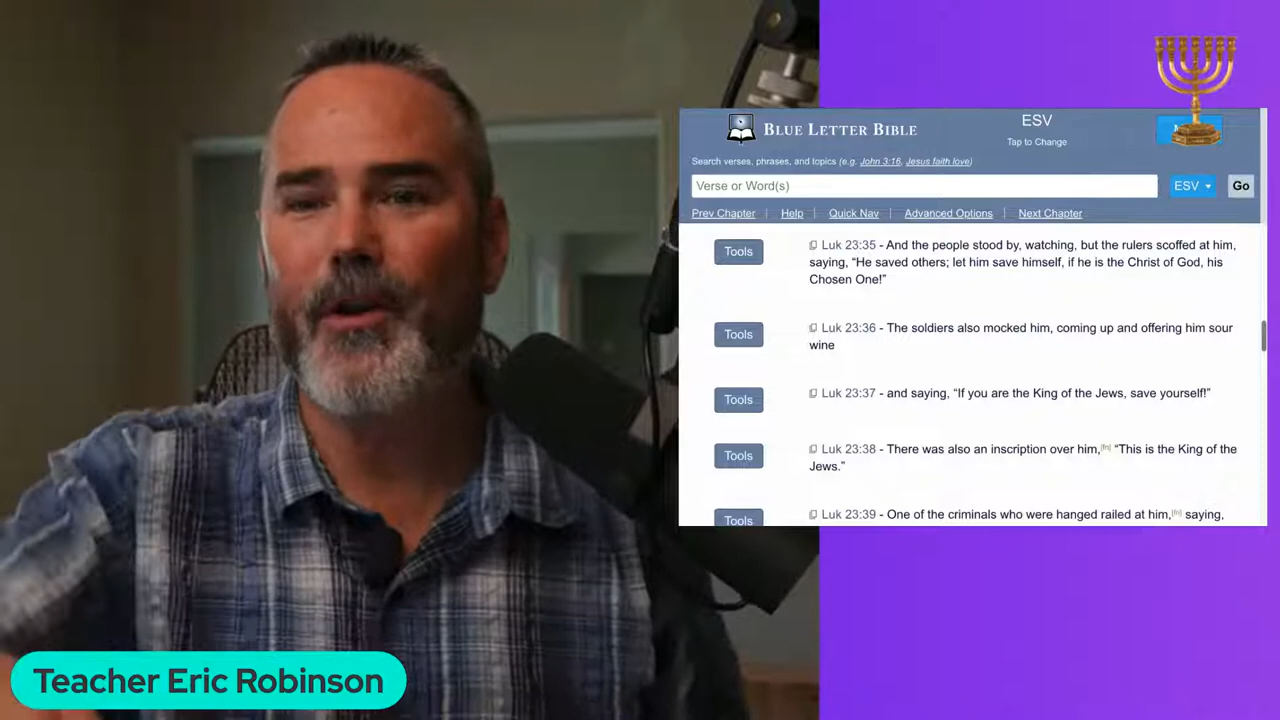 BLUE LETTER BIBLE
ESV
Tap to Change
Search verses, phrases, and topics (e.g. John 3:16, Jesus faith love)
Verse or Word(s)
ESV
Go
Prev Chapter | Help | Quick Nav | Advanced Options | Next Chapter
Tools
Luk 23:35 - And the people stood by, watching, but the rulers scoffed at him,
saying, “He saved others; let him save himself, if he is the Christ of God, his
Chosen One!”
Tools
Luk 23:36 - The soldiers also mocked him, coming up and offering him sour
wine
Tools
Luk 23:37 - and saying, “If you are the King of the Jews, save yourself!”
Tools
Luk 23:38 - There was also an inscription over him,[fn] “This is the King of the
Jews.”
Tools
Luk 23:39 - One of the criminals who were hanged railed at him,[fn] saying,
Teacher Eric Robinson